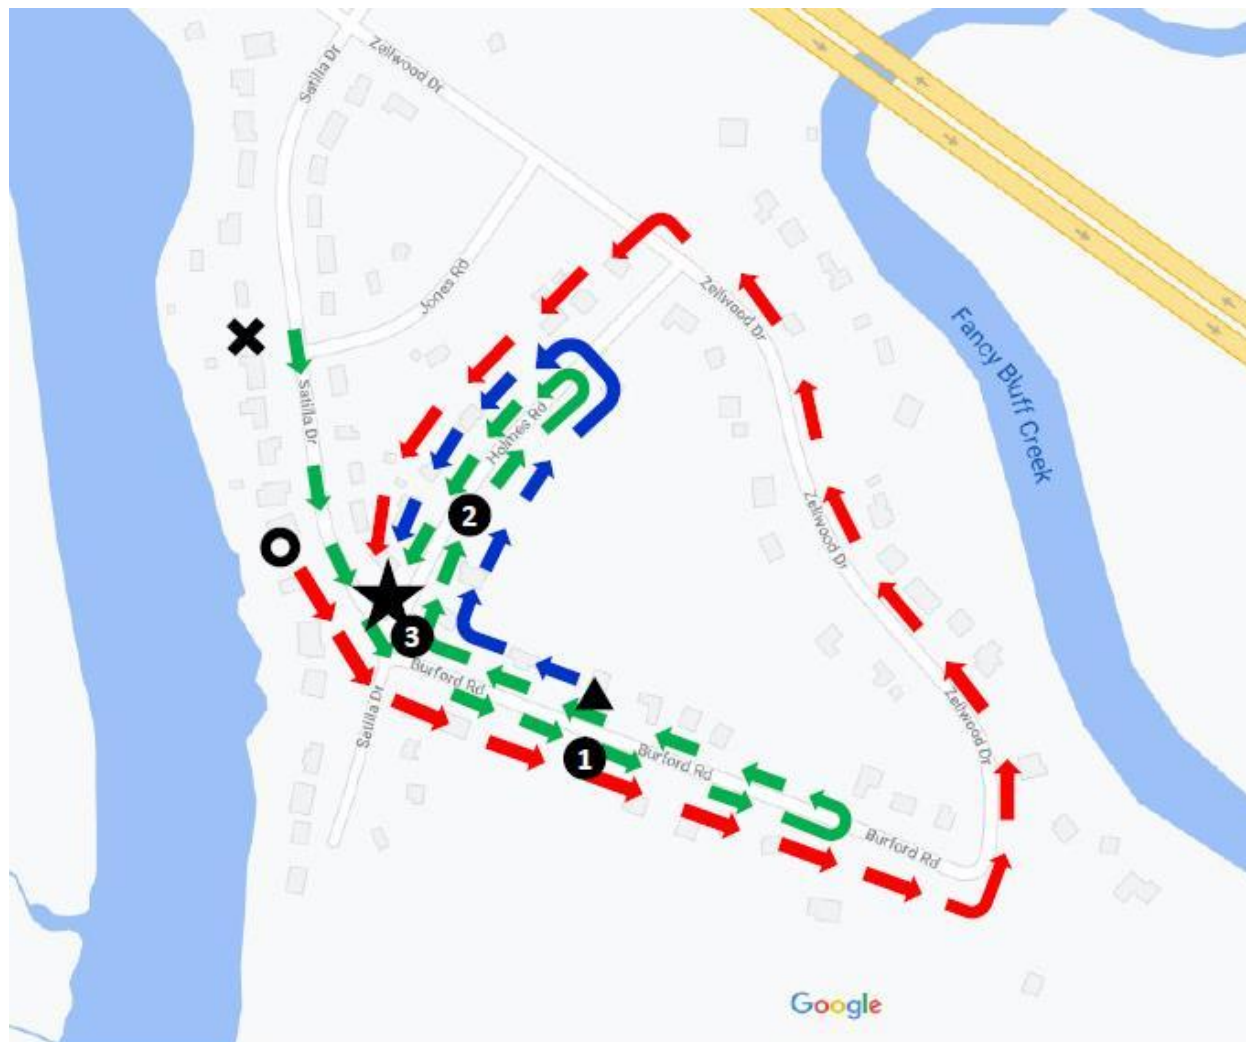 Zellwood Dr
Satilla Dr
Jones Rd
Zellwood Dr
Fancy Bluff Creek
Satilla Dr
Holmes Rd
2
Zellwood Dr
3
Burford Rd
Satilla Dr
Zellwood Dr
1
Burford Rd
Burford Rd
Google